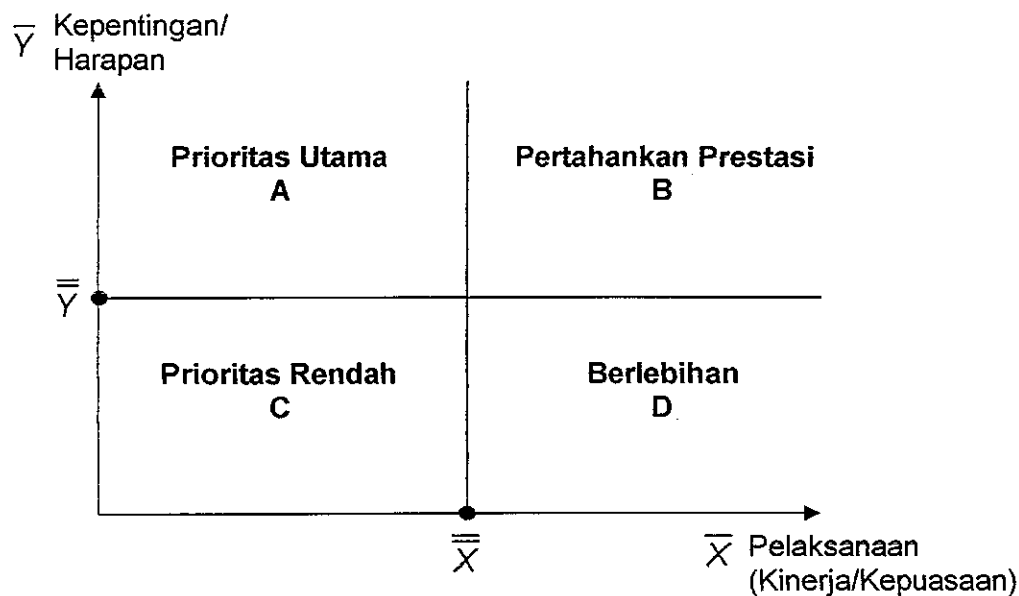 Y̅ Kepentingan/
Harapan
Prioritas Utama
A
Pertahankan Prestasi
B
Y̿
Prioritas Rendah
C
Berlebihan
D
X̿
X̅ Pelaksanaan
(Kinerja/Kepuasaan)